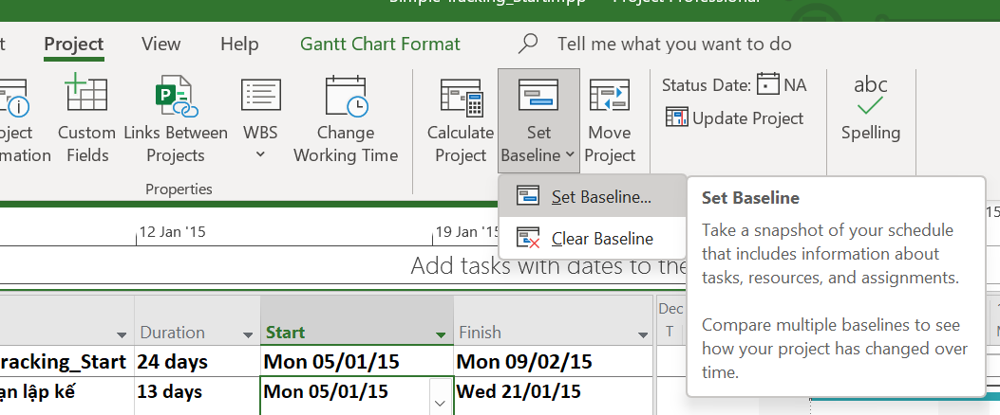 Simple Tracking_Start.mpp - Project Professional
t Project View Help Gantt Chart Format Tell me what you want to do
Custom Fields
Links Between Projects
WBS
Change Working Time
Properties
Calculate Project
Set Baseline
Move Project
Status Date: NA
Update Project
abc
Spelling
Set Baseline...
Clear Baseline
Set Baseline
Take a snapshot of your schedule
that includes information about
tasks, resources, and assignments.
Compare multiple baselines to see
how your project has changed over
time.
12 Jan '15 19 Jan '15
Add tasks with dates to the
Duration Start Finish Dec
T
racking_Start 24 days Mon 05/01/15 Mon 09/02/15
ạn lập kế 13 days Mon 05/01/15 Wed 21/01/15